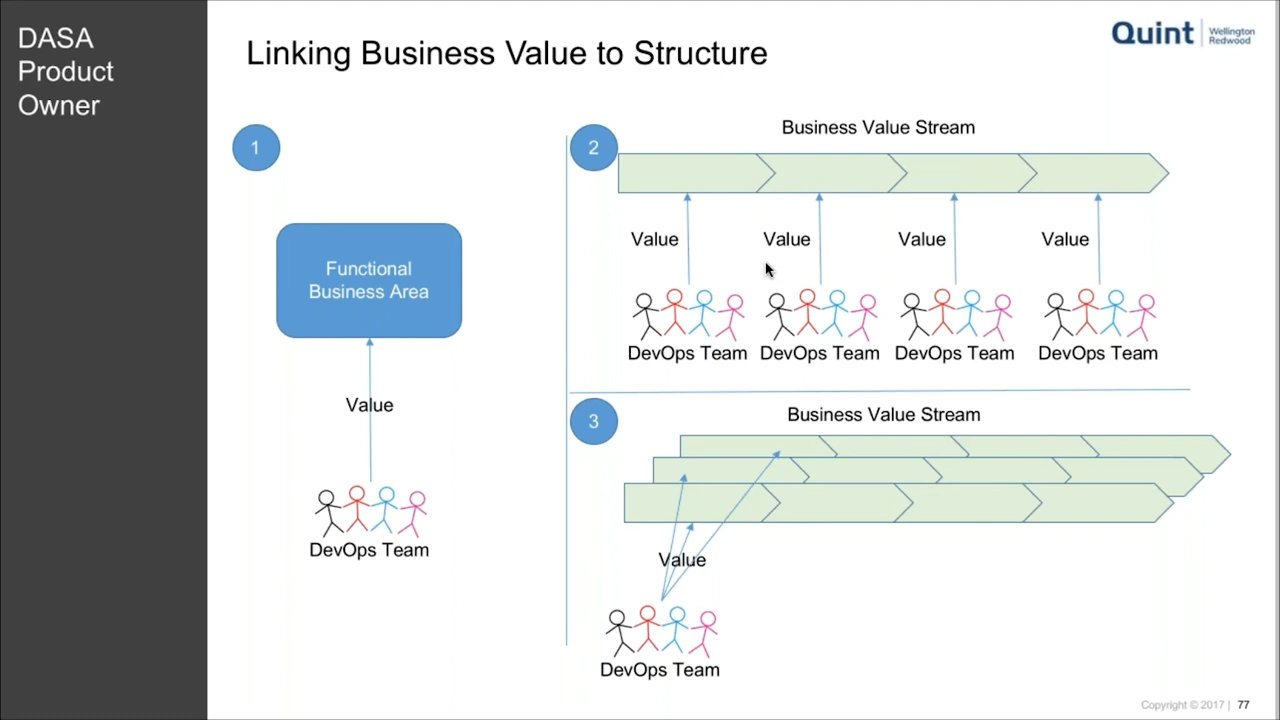 DASA
Product
Owner
Linking Business Value to Structure
Quint
Wellington
Redwood
1
Functional
Business Area
Value
DevOps Team
2
Business Value Stream
Value Value Value Value
DevOps Team DevOps Team DevOps Team DevOps Team
3
Business Value Stream
Value
DevOps Team
Copyright © 2017 | 77